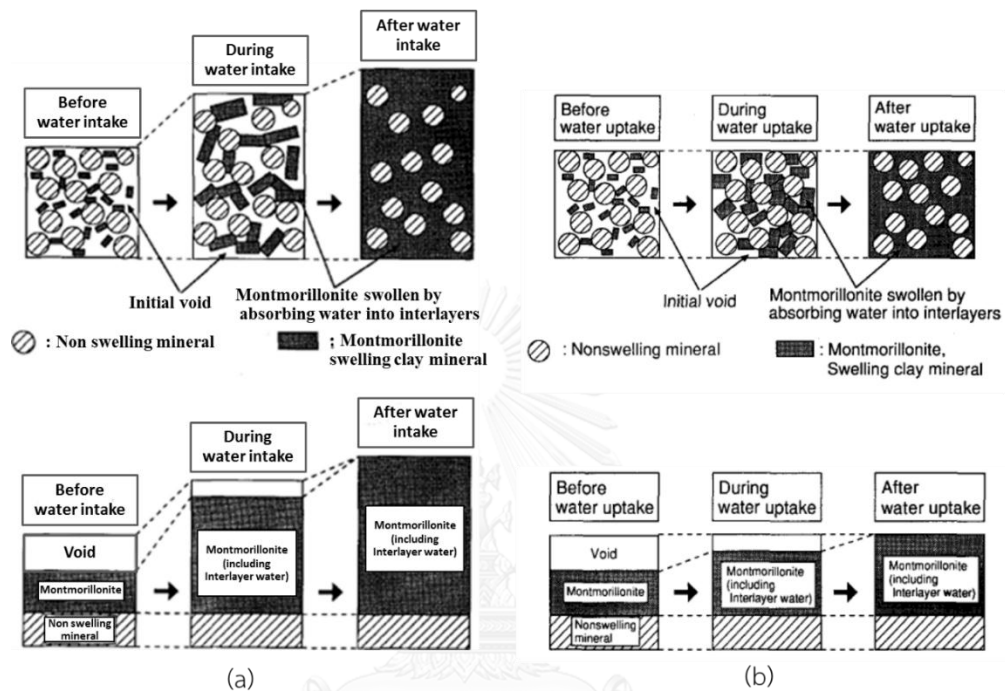 Before
water intake
During
water intake
After water
intake
Initial void
Montmorillonite swollen by
absorbing water into interlayers
: Non swelling mineral
; Montmorillonite
swelling clay mineral
Before
water intake
During
water intake
After water
intake
Void
Montmorillonite
Non swelling
mineral
Montmorillonite
(including
Interlayer water)
Montmorillonite
(including
Interlayer water)
(a)
Before
water uptake
During
water uptake
After
water uptake
Initial void
Montmorillonite swollen by
absorbing water into interlayers
: Nonswelling mineral
: Montmorillonite,
Swelling clay mineral
Before
water uptake
During
water uptake
After
water uptake
Void
Montmorillonite
Nonswelling
mineral
Montmorillonite
(including
Interlayer water)
Montmorillonite
(including
Interlayer water)
(b)